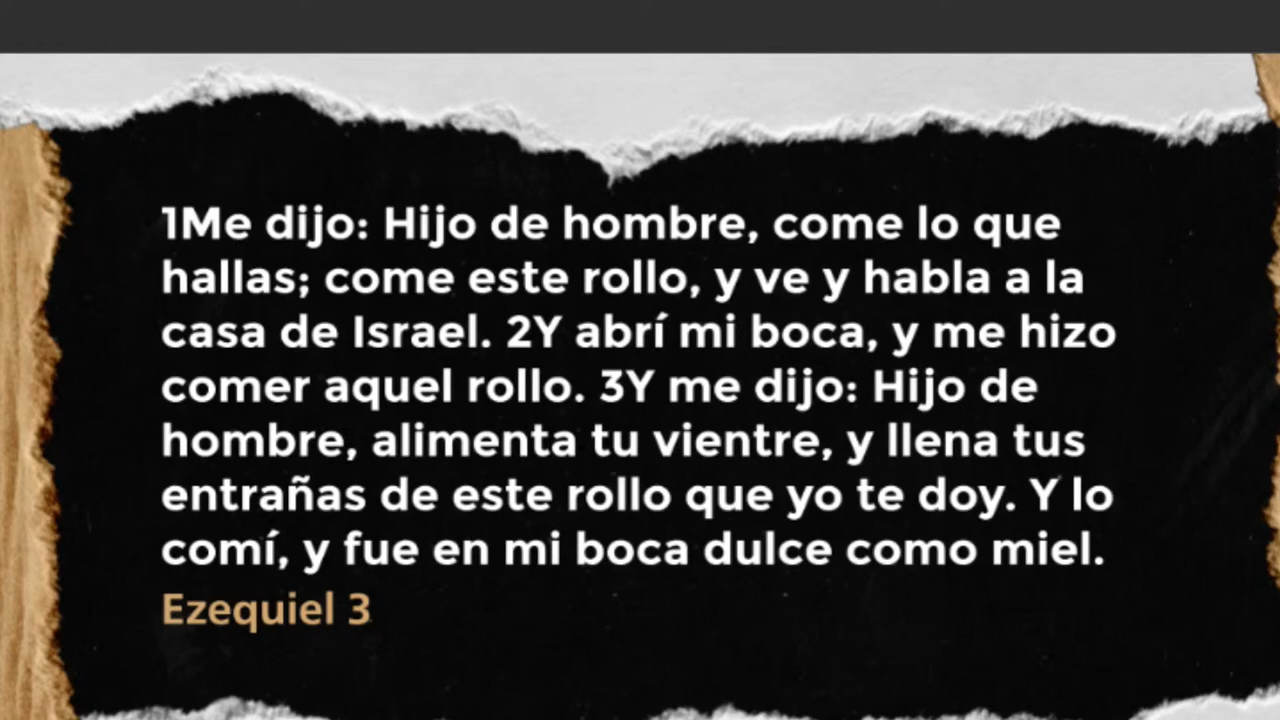 1Me dijo: Hijo de hombre, come lo que
hallas; come este rollo, y ve y habla a la
casa de Israel. 2Y abrí mi boca, y me hizo
comer aquel rollo. 3Y me dijo: Hijo de
hombre, alimenta tu vientre, y llena tus
entrañas de este rollo que yo te doy. Y lo
comí, y fue en mi boca dulce como miel.
Ezequiel 3